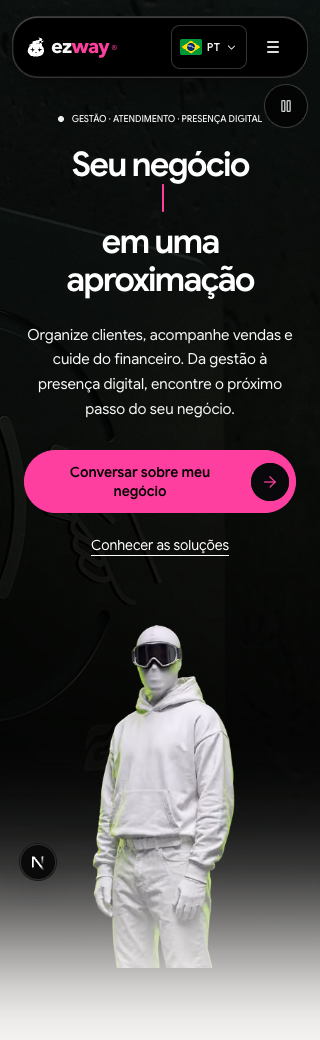 ezway®
PT
GESTÃO · ATENDIMENTO · PRESENÇA DIGITAL
Seu negócio
em uma
aproximação
Organize clientes, acompanhe vendas e
cuide do financeiro. Da gestão à
presença digital, encontre o próximo
passo do seu negócio.
Conversar sobre meu
negócio
Conhecer as soluções
N